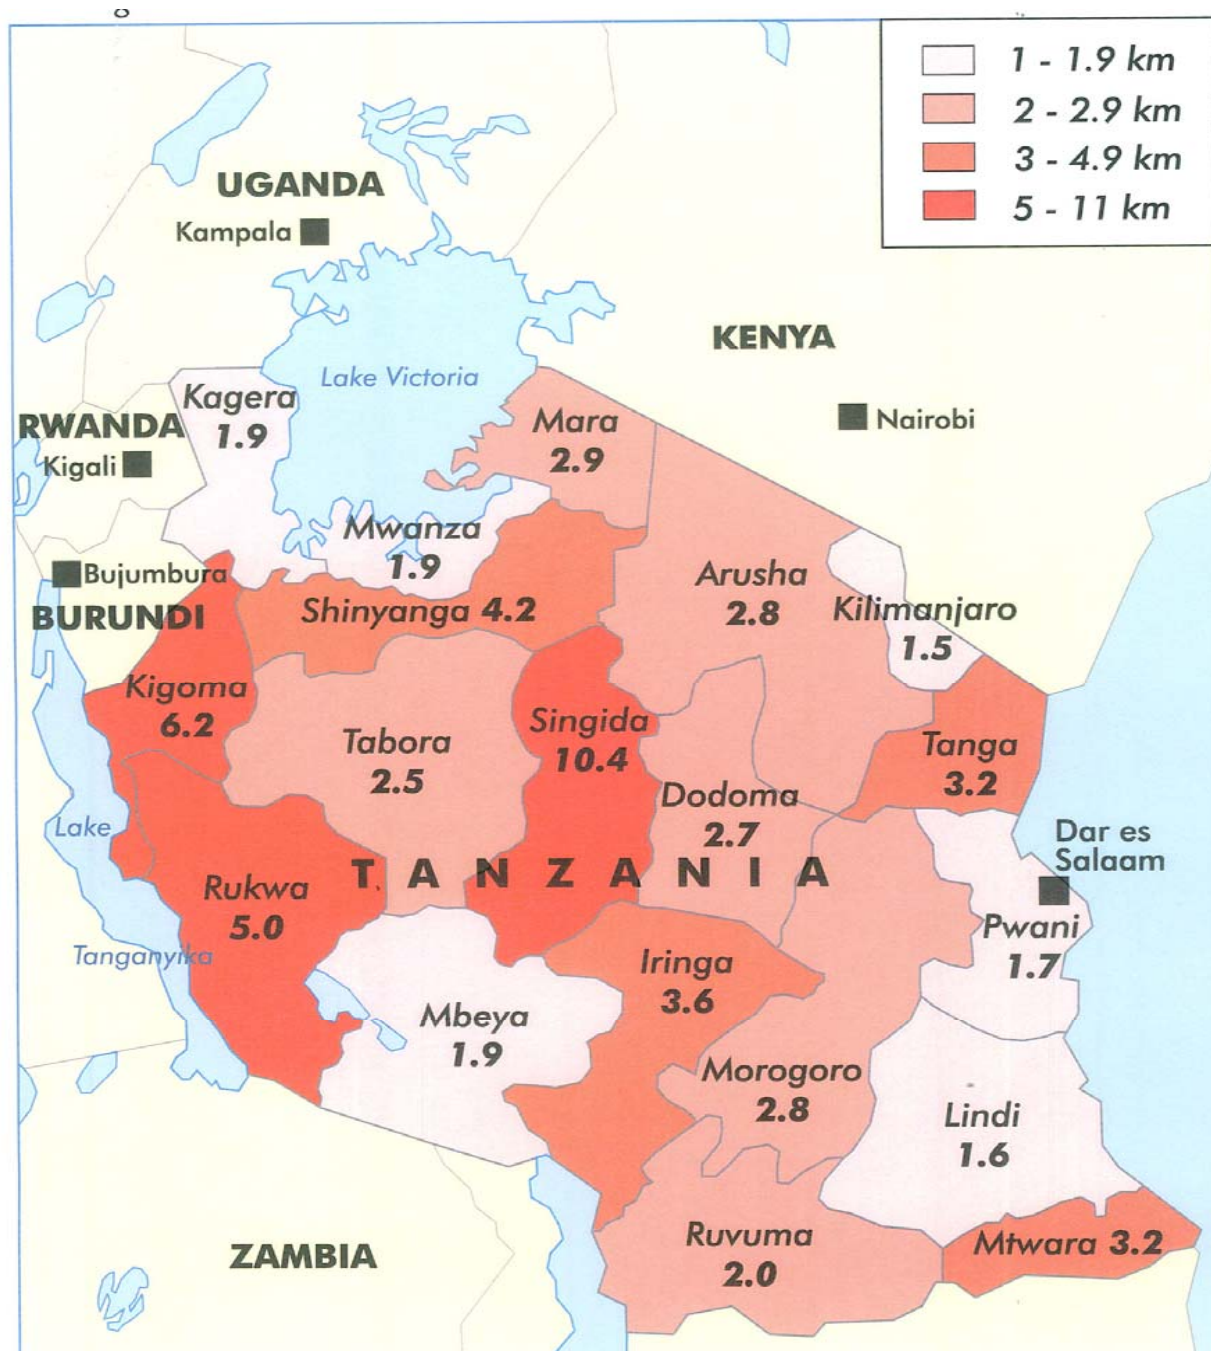 8
1 - 1.9 km
2 - 2.9 km
3 - 4.9 km
5 - 11 km
UGANDA
Kampala
KENYA
Lake Victoria
Kagera
1.9
Mara
2.9
Nairobi
RWANDA
Kigali
Mwanza
1.9
Bujumbura
BURUNDI
Arusha
2.8
Shinyanga 4.2
Kilimanjaro
1.5
Kigoma
6.2
Singida
10.4
Tabora
2.5
Tanga
3.2
Dodoma
2.7
Lake
Dar es
Salaam
TANZANIA
Rukwa
5.0
Pwani
1.7
Tanganyika
Iringa
3.6
Mbeya
1.9
Morogoro
2.8
Lindi
1.6
Ruvuma
2.0
Mtwara 3.2
ZAMBIA